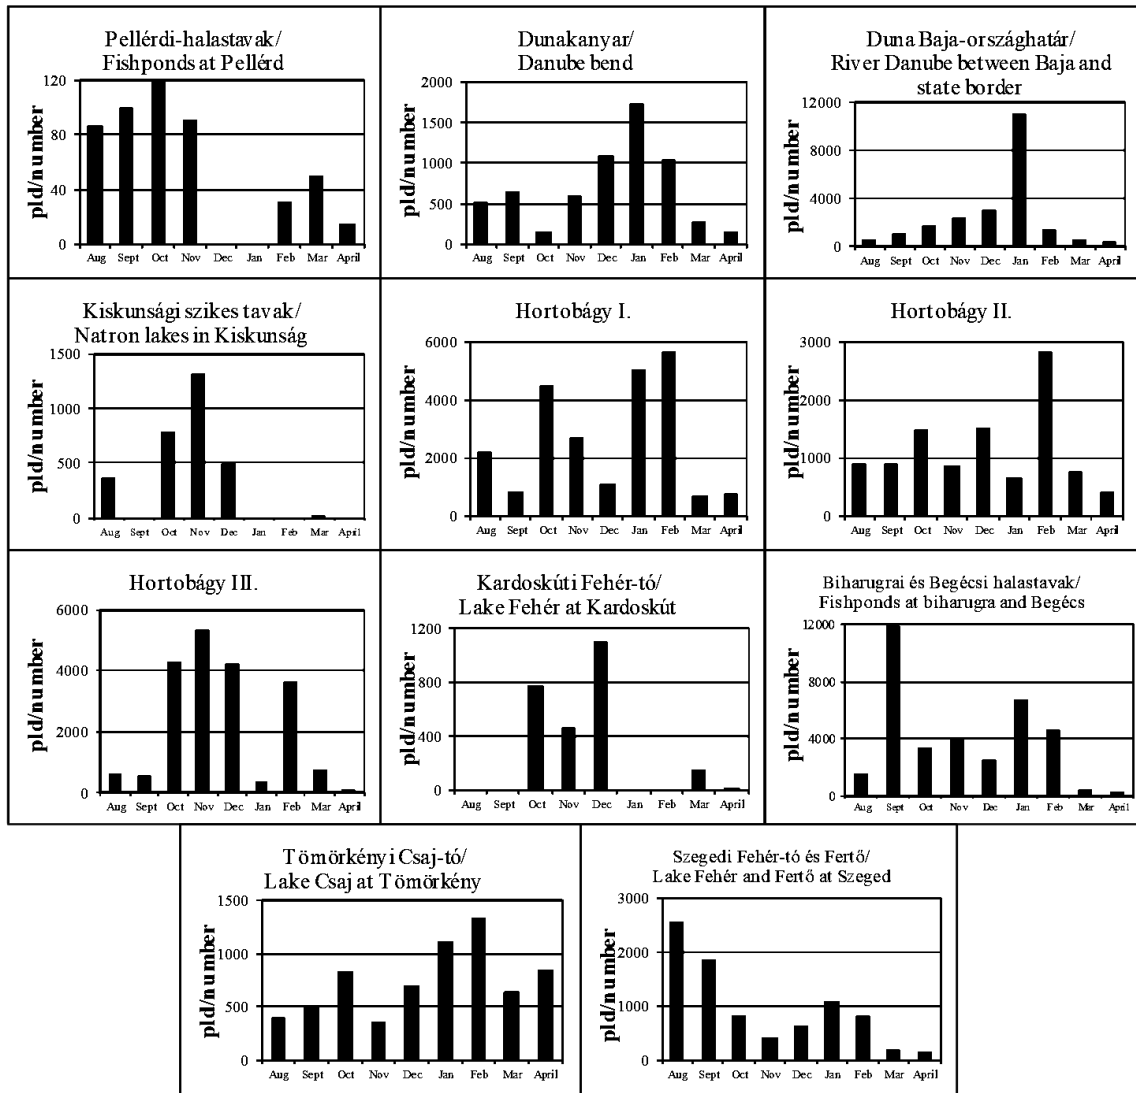 Pellérdi-halastavak/
Fishponds at Pellérd
pld/number
120
80
40
0
Aug Sept Oct Nov Dec Jan Feb Mar April
Dunakanyar/
Danube bend
pld/number
2000
1500
1000
500
0
Aug Sept Oct Nov Dec Jan Feb Mar April
Duna Baja-országhatár/
River Danube between Baja and
state border
pld/number
12000
8000
4000
0
Aug Sept Oct Nov Dec Jan Feb Mar April
Kiskunsági szikes tavak/
Natron lakes in Kiskunság
pld/number
1500
1000
500
0
Aug Sept Oct Nov Dec Jan Feb Mar April
Hortobágy I.
pld/number
6000
4000
2000
0
Aug Sept Oct Nov Dec Jan Feb Mar April
Hortobágy II.
pld/number
3000
2000
1000
0
Aug Sept Oct Nov Dec Jan Feb Mar April
Hortobágy III.
pld/number
6000
4000
2000
0
Aug Sept Oct Nov Dec Jan Feb Mar April
Kardoskúti Fehér-tó/
Lake Fehér at Kardoskút
pld/number
1200
800
400
0
Aug Sept Oct Nov Dec Jan Feb Mar April
Biharugrai és Begécsi halastavak/
Fishponds at biharugra and Begécs
pld/number
12000
8000
4000
0
Aug Sept Oct Nov Dec Jan Feb Mar April
Tömörkényi Csaj-tó/
Lake Csaj at Tömörkény
pld/number
1500
1000
500
0
Aug Sept Oct Nov Dec Jan Feb Mar April
Szegedi Fehér-tó és Fertő/
Lake Fehér and Fertő at Szeged
pld/number
3000
2000
1000
0
Aug Sept Oct Nov Dec Jan Feb Mar April